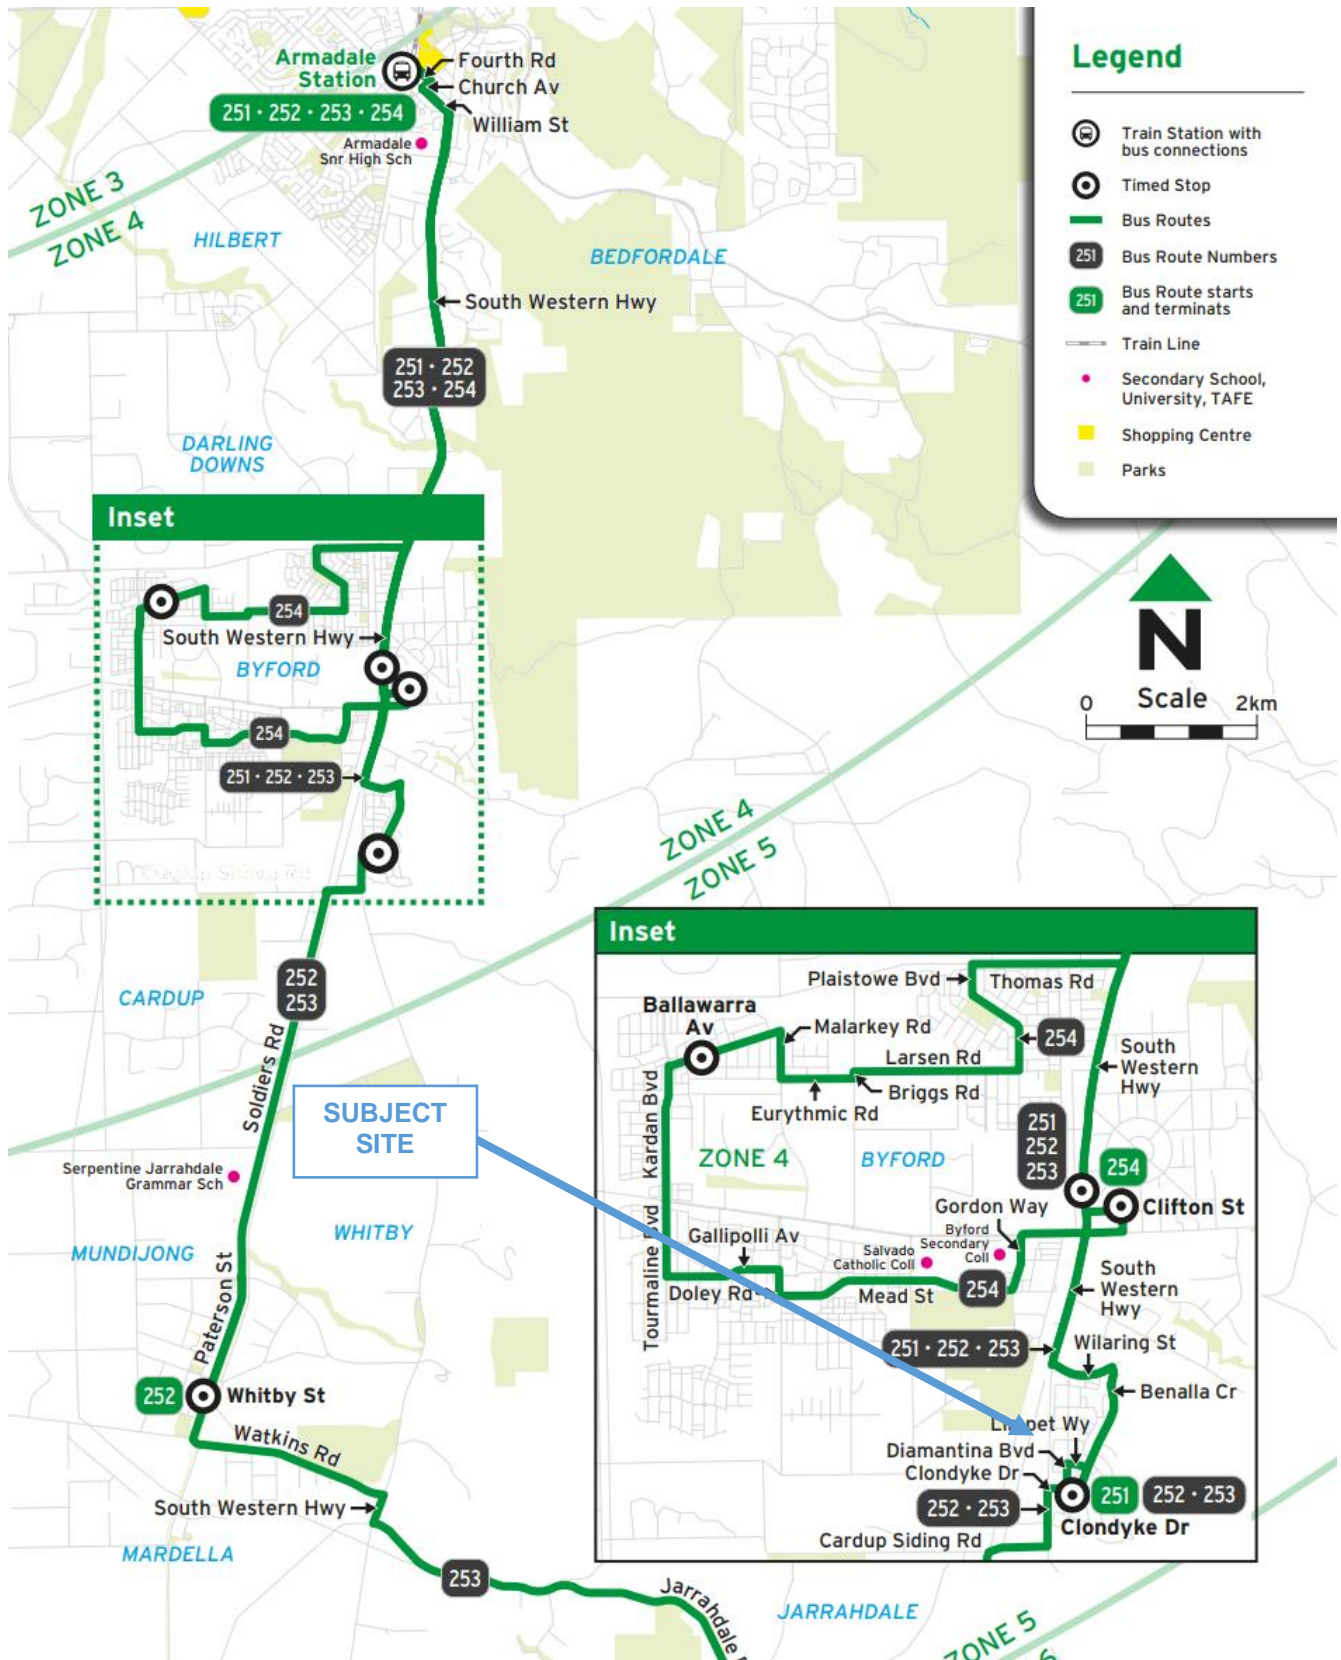 Armadale
Station
251 · 252 · 253 · 254
Fourth Rd
Church Av
William St
Armadale
Snr High Sch
ZONE 3
ZONE 4
HILBERT
BEDFORDALE
South Western Hwy
251 · 252
253 · 254
DARLING
DOWNS
Legend
Train Station with
bus connections
Timed Stop
Bus Routes
251
Bus Route Numbers
251
Bus Route starts
and terminats
Train Line
Secondary School,
University, TAFE
Shopping Centre
Parks
N
Scale
0
2km
Inset
254
South Western Hwy
BYFORD
254
251 · 252 · 253
ZONE 4
ZONE 5
CARDUP
252
253
Soldiers Rd
SUBJECT
SITE
Serpentine Jarrahdale
Grammar Sch
WHITBY
MUNDIJONG
Paterson St
252
Whitby St
Watkins Rd
South Western Hwy
MARDELLA
253
Jarrahdale
JARRAHDALE
ZONE 5
6
Inset
Plaistowe Bvd
Thomas Rd
Ballawarra
Av
Malarkey Rd
254
Larsen Rd
South
Western
Hwy
Briggs Rd
Eurythmic Rd
Kardan Bvd
251
252
253
ZONE 4
BYFORD
254
Clifton St
Gordon Way
Byford
Secondary
Coll
Salvado
Catholic Coll
Gallipolli Av
Tourmaline Bvd
Doley Rd
Mead St
254
South
Western
Hwy
251 · 252 · 253
Wilaring St
Benalla Cr
Wy
Diamantina Bvd
Clondyke Dr
252 · 253
251
252 · 253
Clondyke Dr
Cardup Siding Rd